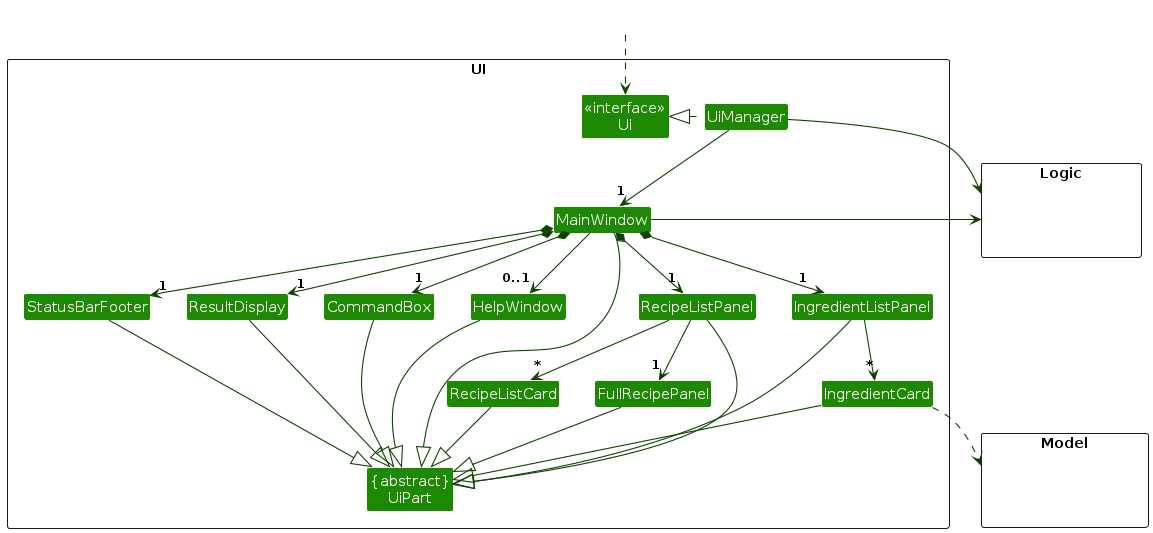 UI
«interface»
Ui
UiManager
Logic
1
MainWindow
1
1
1
0..1
1
1
StatusBarFooter
ResultDisplay
CommandBox
HelpWindow
RecipeListPanel
IngredientListPanel
*
1
*
RecipeListCard
FullRecipePanel
IngredientCard
Model
{abstract}
UiPart